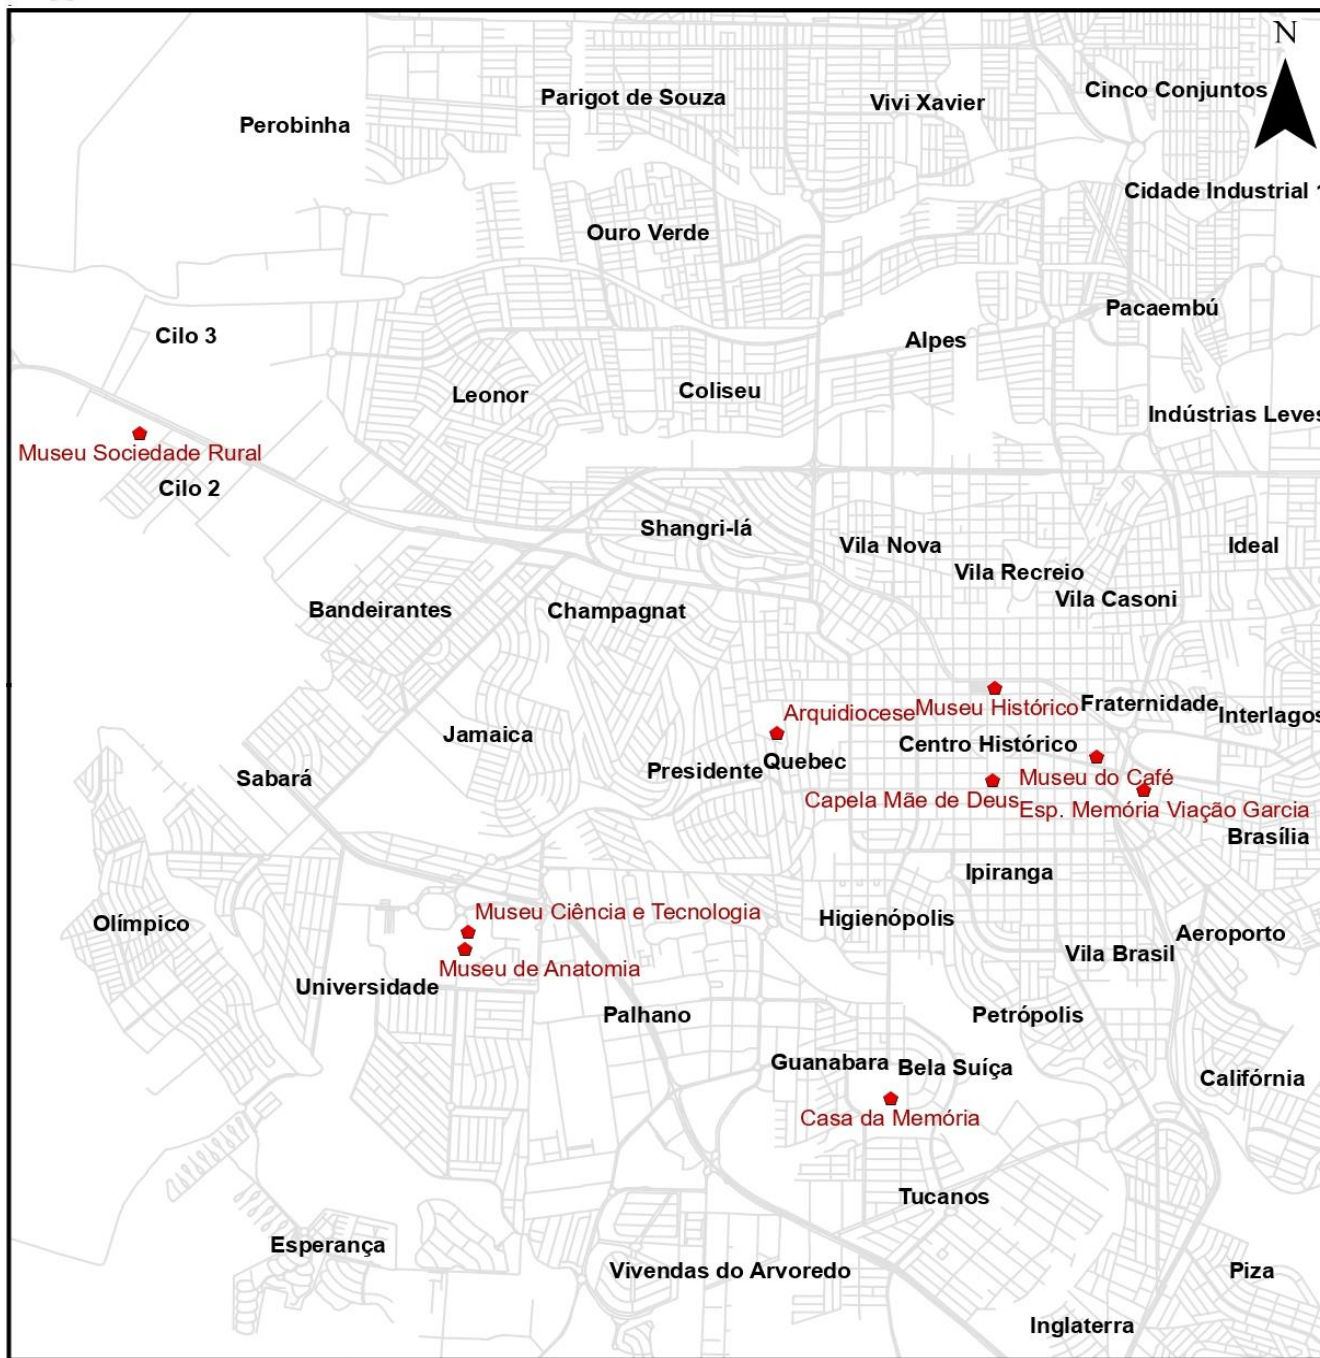 N
Cinco Conjuntos
Parigot de Souza
Vivi Xavier
Perobinha
Cidade Industrial 1
Ouro Verde
Pacaembú
Cilo 3
Alpes
Leonor
Coliseu
Indústrias Leves
Museu Sociedade Rural
Cilo 2
Shangri-lá
Vila Nova
Ideal
Vila Recreio
Vila Casoni
Bandeirantes
Champagnat
Fraternidade
Museu Histórico
Arquidiocese
Interlagos
Jamaica
Centro Histórico
Quebec
Presidente
Sabará
Museu do Café
Capela Mãe de Deus
Esp. Memória Viação Garcia
Brasília
Ipiranga
Museu Ciência e Tecnologia
Higienópolis
Olímpico
Aeroporto
Vila Brasil
Museu de Anatomia
Universidade
Palhano
Petrópolis
Guanabara
Bela Suíça
Califórnia
Casa da Memória
Tucanos
Esperança
Vivendas do Arvoredo
Piza
Inglaterra